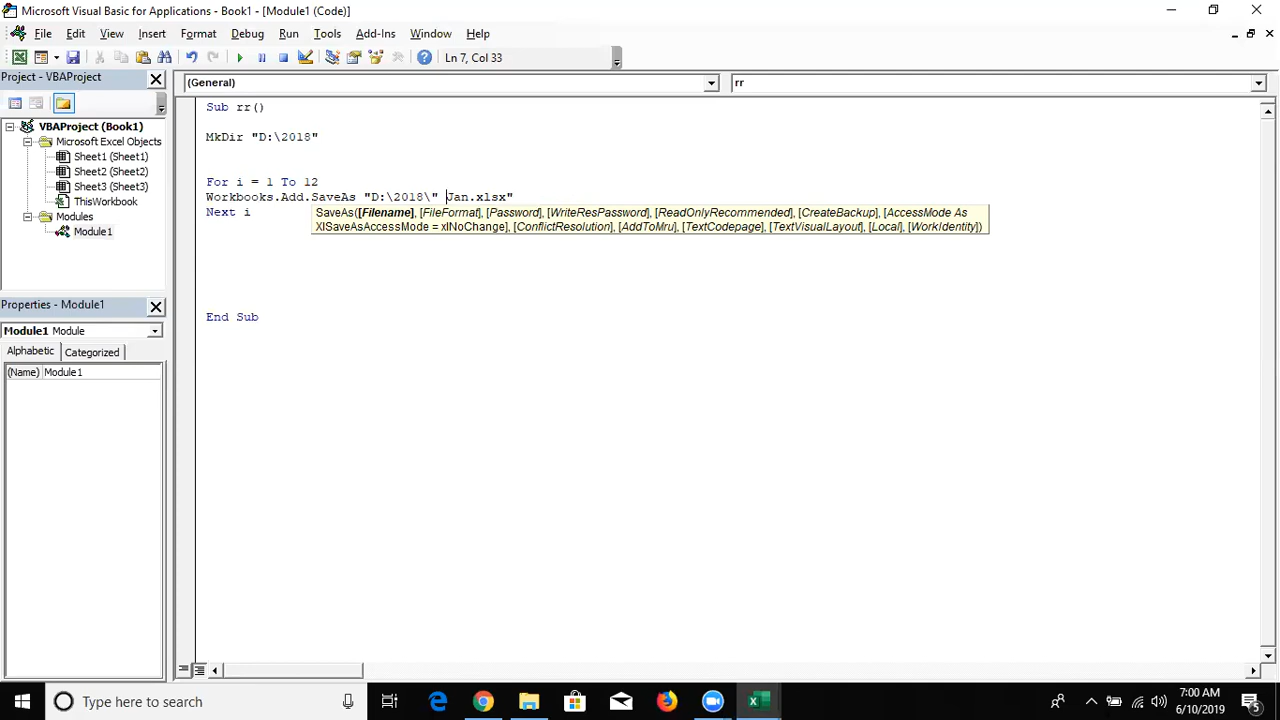 Microsoft Visual Basic for Applications - Book1 - [Module1 (Code)]
File Edit View Insert Format Debug Run Tools Add-Ins Window Help
Ln 7, Col 33
Project - VBAProject
(General)
rr
VBAProject (Book1)
Microsoft Excel Objects
Sheet1 (Sheet1)
Sheet2 (Sheet2)
Sheet3 (Sheet3)
ThisWorkbook
Modules
Module1
Sub rr()
MkDir "D:\2018"
For i = 1 To 12
Workbooks.Add.SaveAs "D:\2018\" Jan.xlsx"
Next i
SaveAs([Filename], [FileFormat], [Password], [WriteResPassword], [ReadOnlyRecommended], [CreateBackup], [AccessMode As
XlSaveAsAccessMode = xlNoChange], [ConflictResolution], [AddToMru], [TextCodepage], [TextVisualLayout], [Local], [WorkIdentity])
End Sub
Properties - Module1
Module1 Module
Alphabetic Categorized
(Name) Module1
Type here to search
7:00 AM
6/10/2019
5